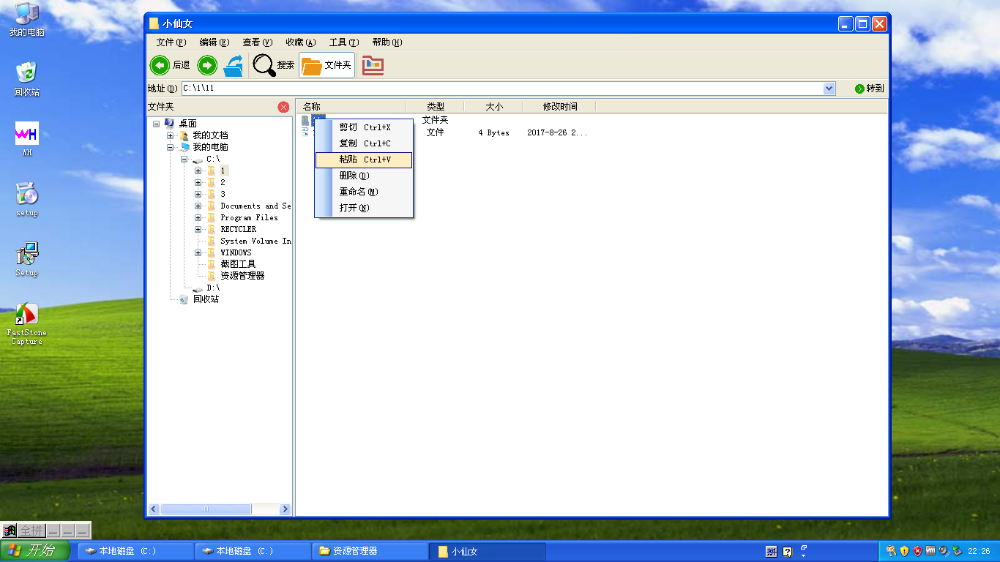 我的电脑
回收站
WH
setup
Setup
FastStone
Capture
小仙女
文件(F) 编辑(E) 查看(V) 收藏(A) 工具(T) 帮助(H)
后退 搜索 文件夹
地址(D) C:\1\11 转到
文件夹
桌面
我的文档
我的电脑
C:\
1
2
3
Documents and Se
Program Files
RECYCLER
System Volume In
WINDOWS
截图工具
资源管理器
D:\
回收站
名称 类型 大小 修改时间
文件夹
文件 4 Bytes 2017-8-26 2...
剪切 Ctrl+X
复制 Ctrl+C
粘贴 Ctrl+V
删除(D)
重命名(M)
打开(N)
全拼
开始 本地磁盘 (C:) 本地磁盘 (C:) 资源管理器 小仙女 拼 ? 22:26